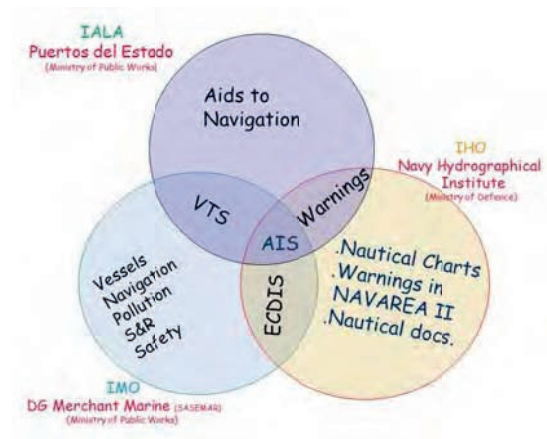 IALA
Puertos del Estado
(Ministry of Public Works)
Aids to
Navigation
IHO
Navy Hydrographical
Institute
(Ministry of Defence)
VTS
Warnings
AIS
ECDIS
Vessels
Navigation
Pollution
S&R
Safety
.Nautical Charts
.Warnings in
NAVAREA II
.Nautical docs.
IMO
DG Merchant Marine (SASEMAR)
(Ministry of Public Works)